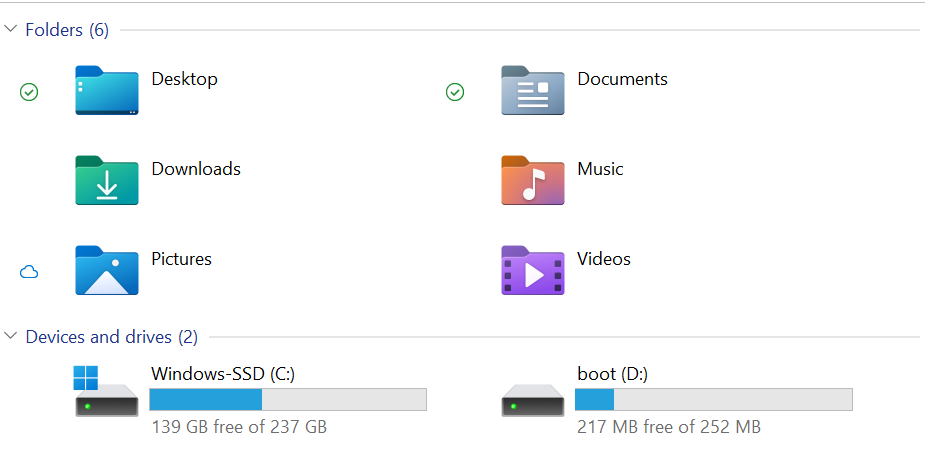 Folders (6)
Desktop
Documents
Downloads
Music
Pictures
Videos
Devices and drives (2)
Windows-SSD (C:)
139 GB free of 237 GB
boot (D:)
217 MB free of 252 MB